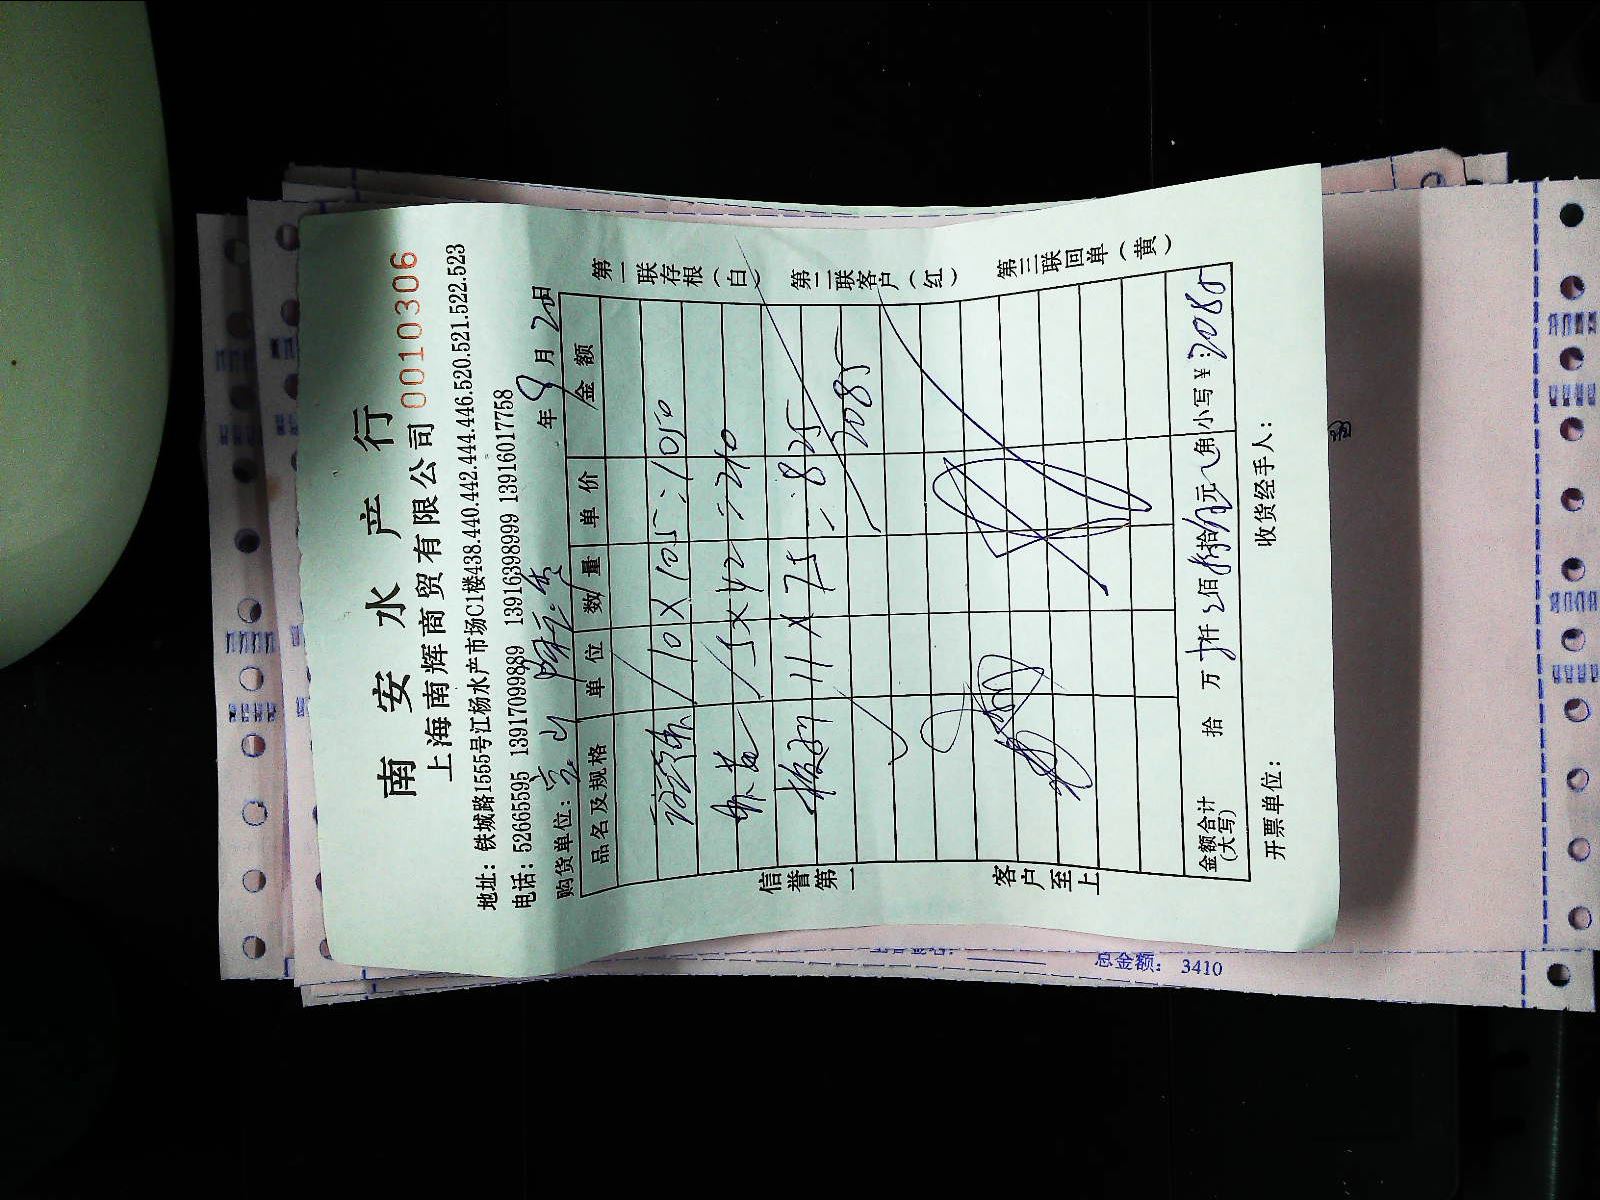 南安水产行
上海南辉商贸有限公司 0010306
地址：铁城路1555号江杨水产市场C1楼438.440.442.444.446.520.521.522.523
电话：52665595 13917099889 13916398999 13916017758
购货单位：宝山 年 9月2日
品名及规格 单位 数量 单价 金额
10×105=1050
5×42=210
11×75=825
2085
金额合计(大写) 拾 万 仟 佰 拾 元 角 小写￥:2085
开票单位： 收货经手人：
信誉第一
客户至上
第一联存根(白)
第二联客户(红)
第三联回单(黄)
总金额： 3410